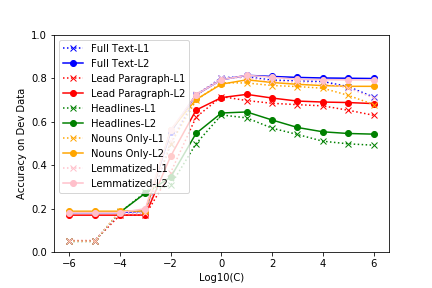 1.0
0.8
0.6
0.4
0.2
0.0
Accuracy on Dev Data
Full Text-L1
Full Text-L2
Lead Paragraph-L1
Lead Paragraph-L2
Headlines-L1
Headlines-L2
Nouns Only-L1
Nouns Only-L2
Lemmatized-L1
Lemmatized-L2
−6 −4 −2 0 2 4 6
Log10(C)